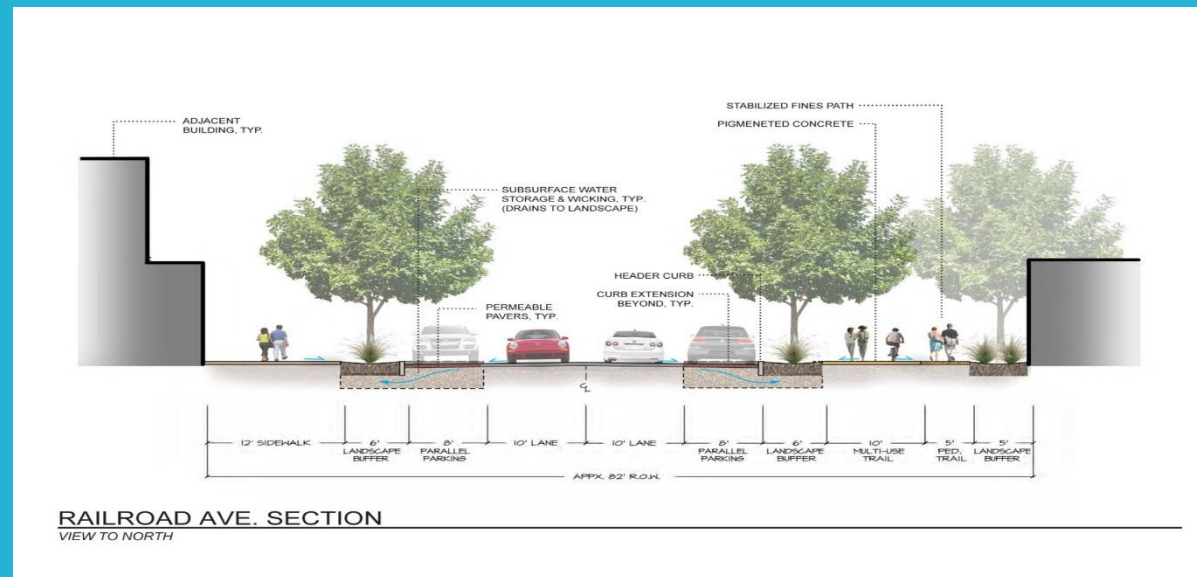 STABILIZED FINES PATH
PIGMENETED CONCRETE
ADJACENT
BUILDING, TYP.
SUBSURFACE WATER
STORAGE & WICKING, TYP.
(DRAINS TO LANDSCAPE)
HEADER CURB
CURB EXTENSION
BEYOND, TYP.
PERMEABLE
PAVERS, TYP.
CL
12' SIDEWALK
6'
LANDSCAPE
BUFFER
8'
PARALLEL
PARKING
10' LANE
10' LANE
8'
PARALLEL
PARKING
6'
LANDSCAPE
BUFFER
10'
MULTI-USE
TRAIL
5'
PED.
TRAIL
5'
LANDSCAPE
BUFFER
APPX. 82' R.O.W.
RAILROAD AVE. SECTION
VIEW TO NORTH